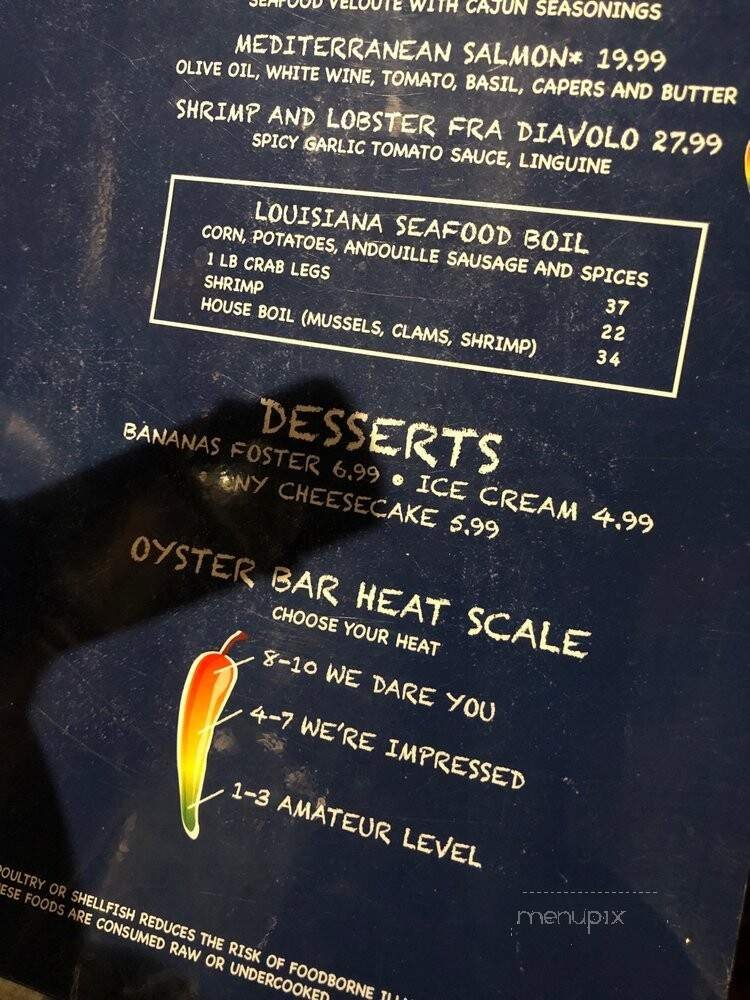 SEAFOOD VELOUTE WITH CAJUN SEASONINGS
MEDITERRANEAN SALMON* 19.99
OLIVE OIL, WHITE WINE, TOMATO, BASIL, CAPERS AND BUTTER
SHRIMP AND LOBSTER FRA DIAVOLO 27.99
SPICY GARLIC TOMATO SAUCE, LINGUINE
LOUISIANA SEAFOOD BOIL
CORN, POTATOES, ANDOUILLE SAUSAGE AND SPICES
1 LB CRAB LEGS 37
SHRIMP 22
HOUSE BOIL (MUSSELS, CLAMS, SHRIMP) 34
DESSERTS
BANANAS FOSTER 6.99 • ICE CREAM 4.99
NY CHEESECAKE 5.99
OYSTER BAR HEAT SCALE
CHOOSE YOUR HEAT
8-10 WE DARE YOU
4-7 WE'RE IMPRESSED
1-3 AMATEUR LEVEL
POULTRY OR SHELLFISH REDUCES THE RISK OF FOODBORNE
FOODS ARE CONSUMED RAW OR UNDERCOOKED
menupix